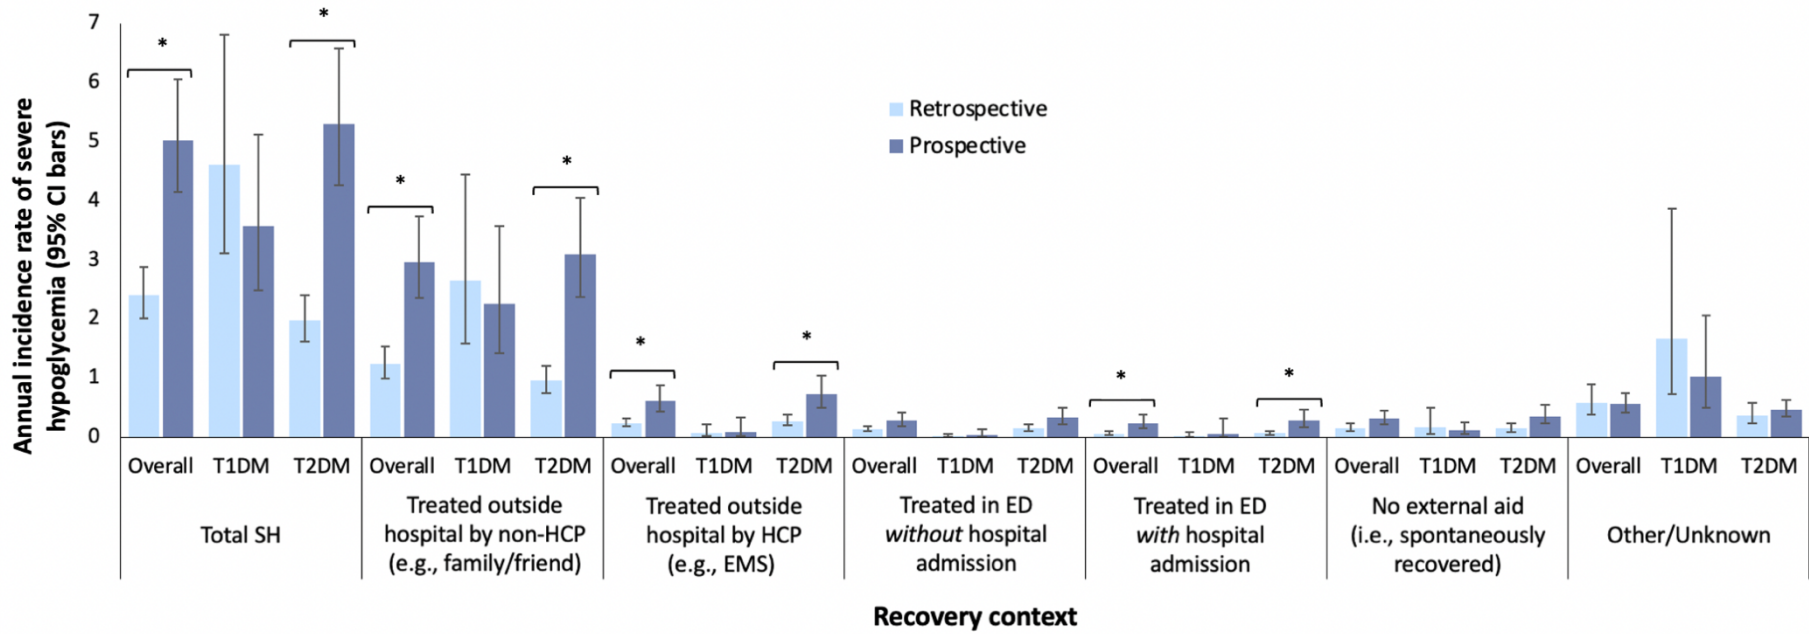 Annual incidence rate of severe
hypoglycemia (95% CI bars)
7
6
5
4
3
2
1
0
*
*
*
*
*
*
*
*
Retrospective
Prospective
Overall T1DM T2DM Overall T1DM T2DM Overall T1DM T2DM Overall T1DM T2DM Overall T1DM T2DM Overall T1DM T2DM Overall T1DM T2DM
Total SH
Treated outside
hospital by non-HCP
(e.g., family/friend)
Treated outside
hospital by HCP
(e.g., EMS)
Treated in ED
without hospital
admission
Treated in ED
with hospital
admission
No external aid
(i.e., spontaneously
recovered)
Other/Unknown
Recovery context